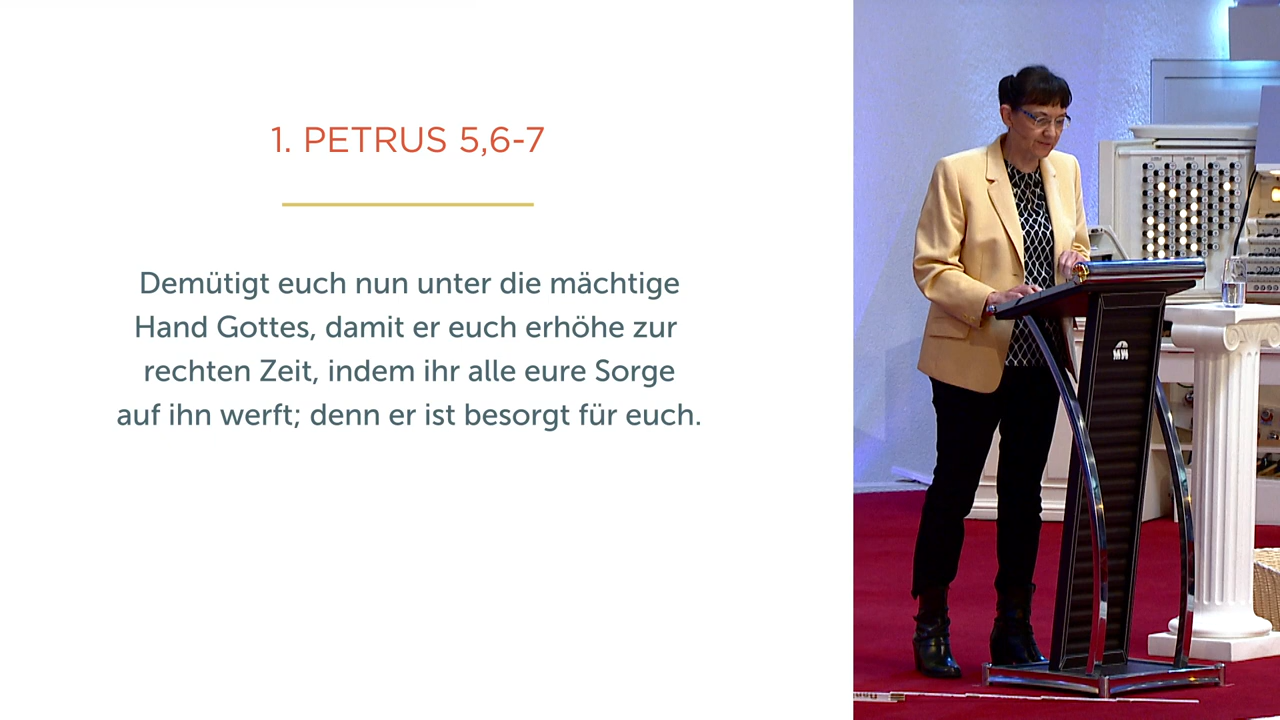 1. PETRUS 5,6-7
Demütigt euch nun unter die mächtige
Hand Gottes, damit er euch erhöhe zur
rechten Zeit, indem ihr alle eure Sorge
auf ihn werft; denn er ist besorgt für euch.
MW